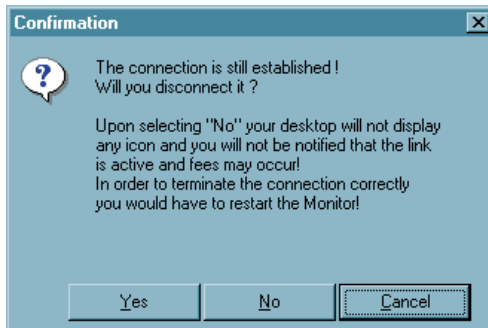 Confirmation
The connection is still established !
Will you disconnect it ?
Upon selecting "No" your desktop will not display
any icon and you will not be notified that the link
is active and fees may occur!
In order to terminate the connection correctly
you would have to restart the Monitor!
Yes
No
Cancel